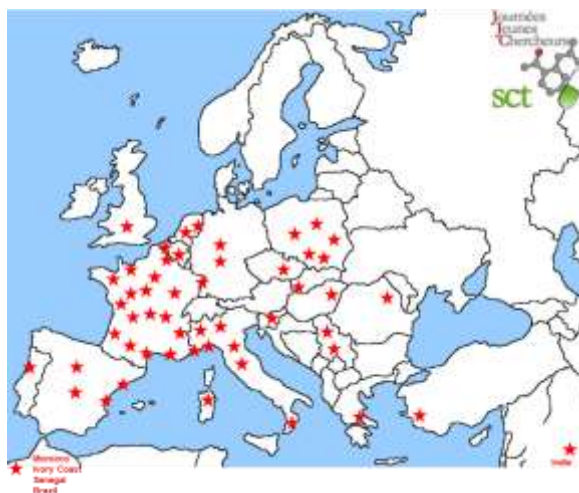 Journées
Jeunes
Chercheurs
sct
Morocco
Ivory Coast
Senegal
Brazil
India